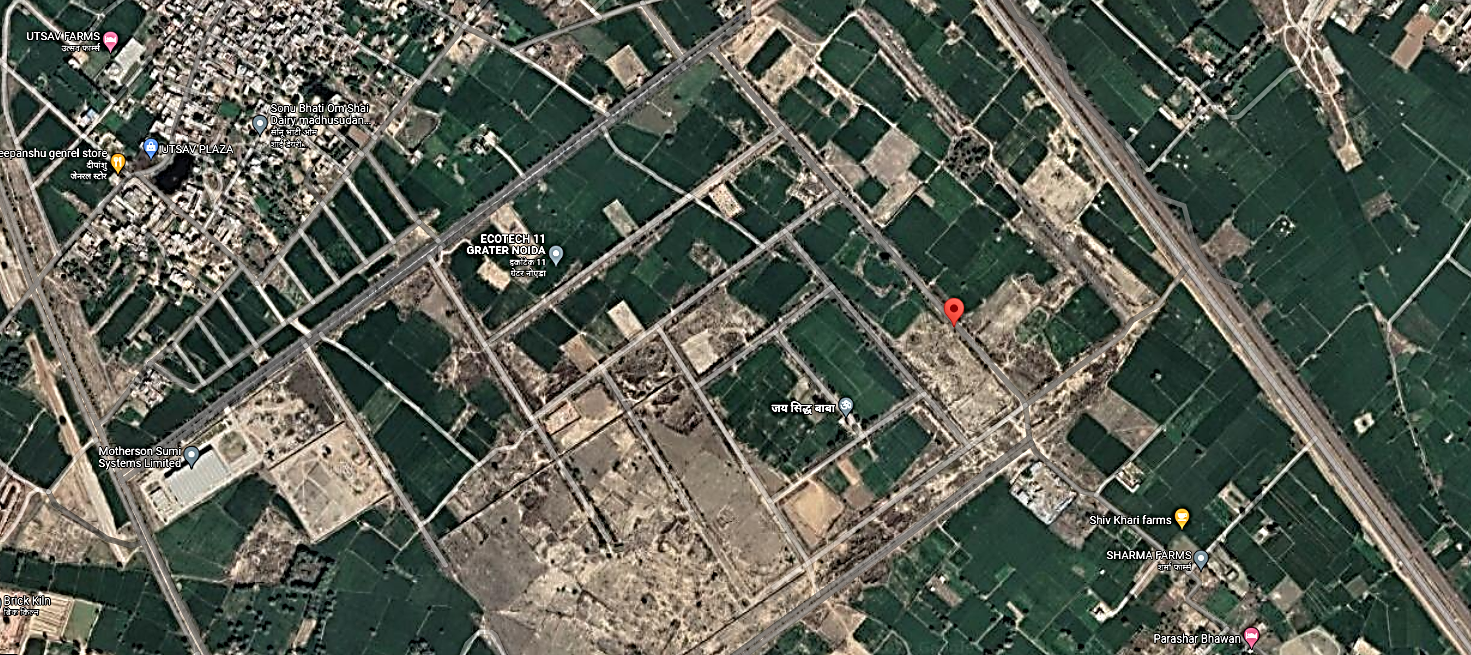 UTSAV FARMS
उत्सव फार्म्स
Sonu Bhati Om Shai
Dairy madhusudan...
सोनू भाटी ओम
शाई डेयरी...
UTSAV PLAZA
eepanshu genrel store
दीपांशु
जेनरल स्टोर
ECOTECH 11
GRATER NOIDA
इकोटेक 11
ग्रेटर नोएडा
जय सिद्ध बाबा
Motherson Sumi
Systems Limited
Shiv Khari farms
SHARMA FARMS
शर्मा फार्म्स
Brick Kiln
ब्रिक किल्न
Parashar Bhawan